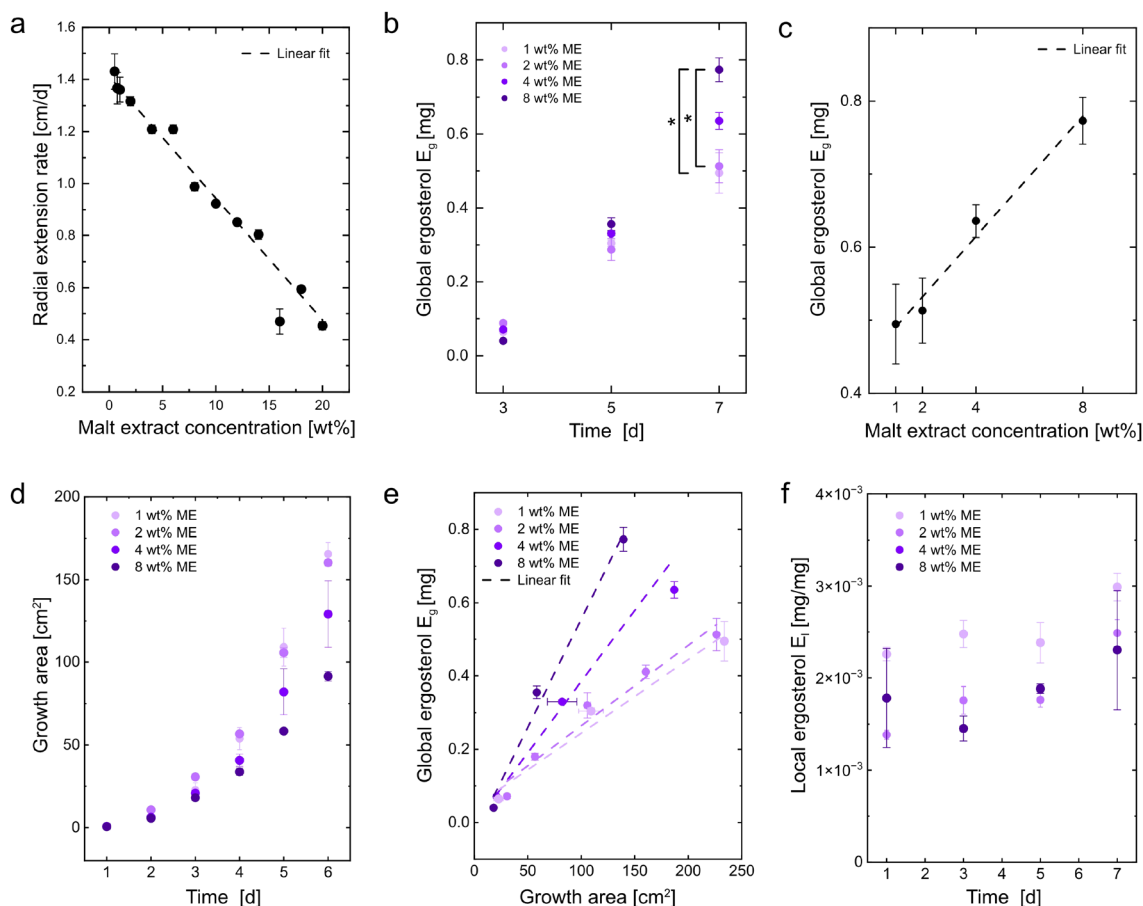 a
1.6
1.4
1.2
1.0
0.8
0.6
0.4
0.2
0
5
10
15
20
Radial extension rate [cm/d]
Malt extract concentration [wt%]
Linear fit
b
0.8
0.6
0.4
0.2
0.0
3
5
7
Global ergosterol Eg [mg]
Time [d]
1 wt% ME
2 wt% ME
4 wt% ME
8 wt% ME
*
*
c
0.8
0.6
0.4
1
2
4
8
Global ergosterol Eg [mg]
Malt extract concentration [wt%]
Linear fit
d
200
150
100
50
0
1
2
3
4
5
6
Growth area [cm²]
Time [d]
1 wt% ME
2 wt% ME
4 wt% ME
8 wt% ME
e
0.8
0.6
0.4
0.2
0.0
0
50
100
150
200
250
Global ergosterol Eg [mg]
Growth area [cm²]
1 wt% ME
2 wt% ME
4 wt% ME
8 wt% ME
Linear fit
f
4×10⁻³
3×10⁻³
2×10⁻³
1×10⁻³
0
1
2
3
4
5
6
7
Local ergosterol El [mg/mg]
Time [d]
1 wt% ME
2 wt% ME
4 wt% ME
8 wt% ME